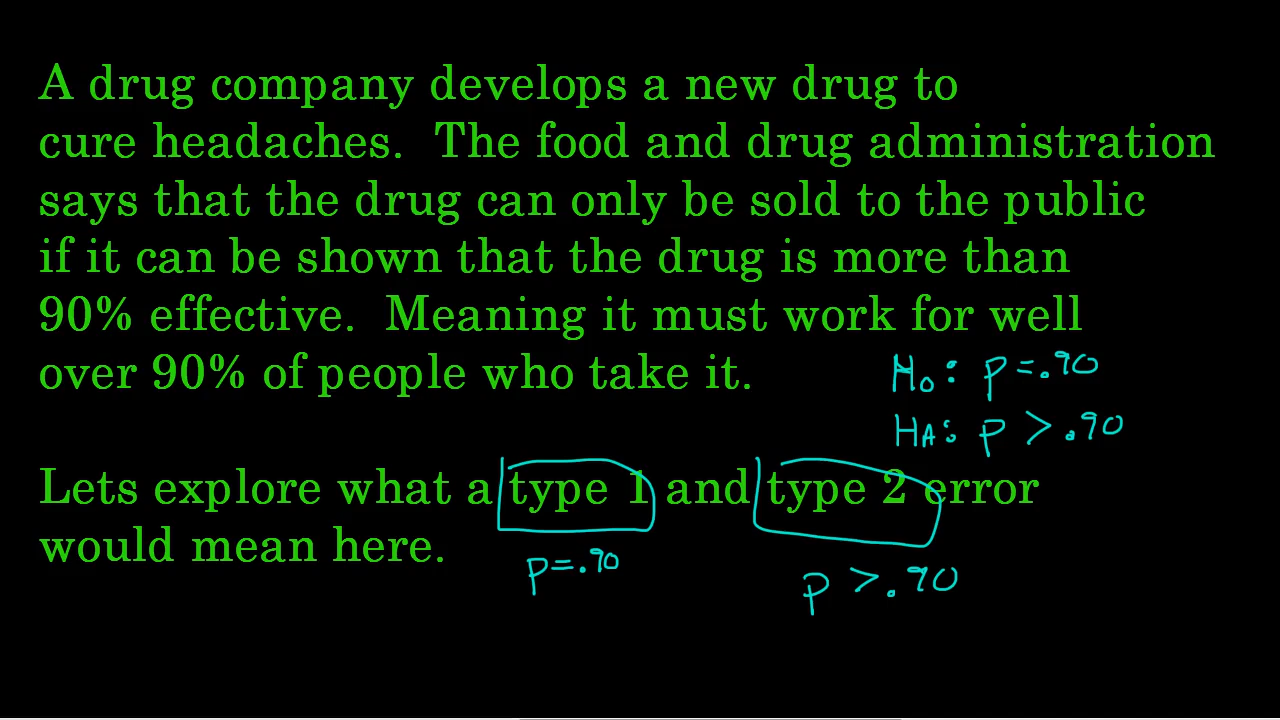 A drug company develops a new drug to
cure headaches. The food and drug administration
says that the drug can only be sold to the public
if it can be shown that the drug is more than
90% effective. Meaning it must work for well
over 90% of people who take it.
H₀: p=.90
HA: p > .90
Lets explore what a type 1 and type 2 error
would mean here.
p=.90
p >.90